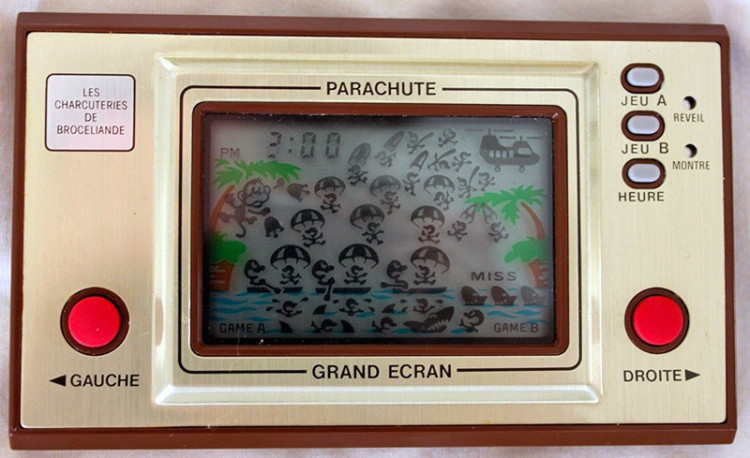 PARACHUTE
LES
CHARCUTERIES
DE
BROCELIANDE
JEU A
REVEIL
JEU B
MONTRE
HEURE
PM 2:00
MISS
GAME A
GAME B
◄GAUCHE
GRAND ECRAN
DROITE►